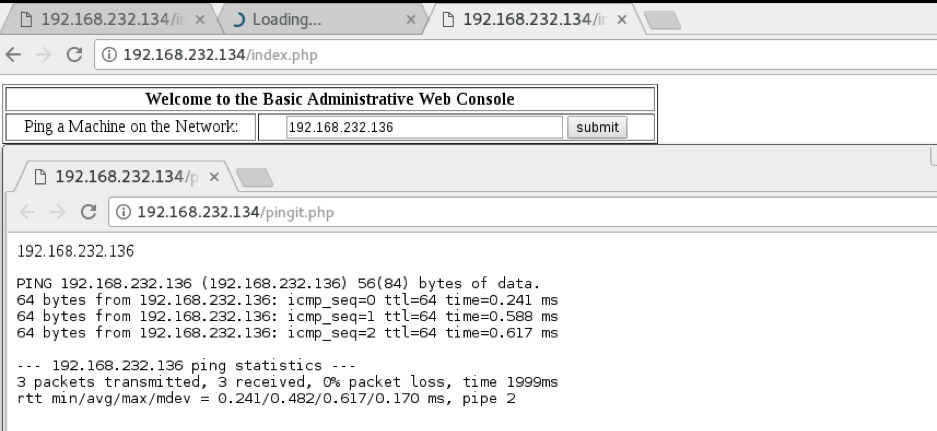 192.168.232.134/in
Loading...
192.168.232.134/in
192.168.232.134/index.php
Welcome to the Basic Administrative Web Console
Ping a Machine on the Network:
192.168.232.136
submit
192.168.232.134/p
192.168.232.134/pingit.php
192.168.232.136
PING 192.168.232.136 (192.168.232.136) 56(84) bytes of data.
64 bytes from 192.168.232.136: icmp_seq=0 ttl=64 time=0.241 ms
64 bytes from 192.168.232.136: icmp_seq=1 ttl=64 time=0.588 ms
64 bytes from 192.168.232.136: icmp_seq=2 ttl=64 time=0.617 ms
--- 192.168.232.136 ping statistics ---
3 packets transmitted, 3 received, 0% packet loss, time 1999ms
rtt min/avg/max/mdev = 0.241/0.482/0.617/0.170 ms, pipe 2